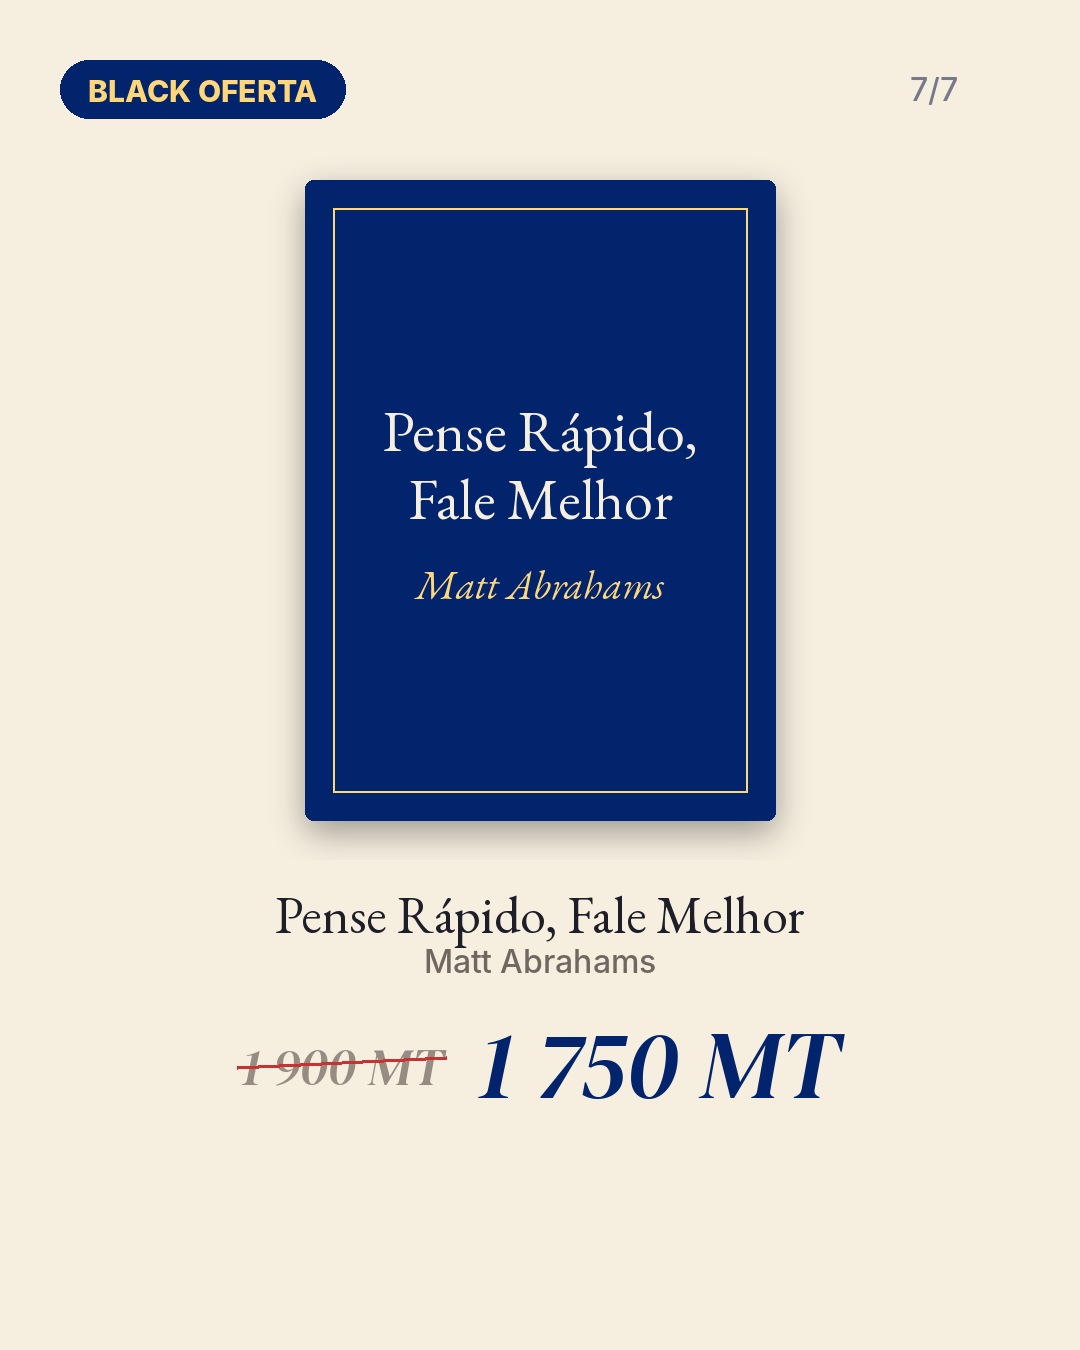 BLACK OFERTA
7/7
Pense Rápido,
Fale Melhor
Matt Abrahams
Pense Rápido, Fale Melhor
Matt Abrahams
1 900 MT 1 750 MT